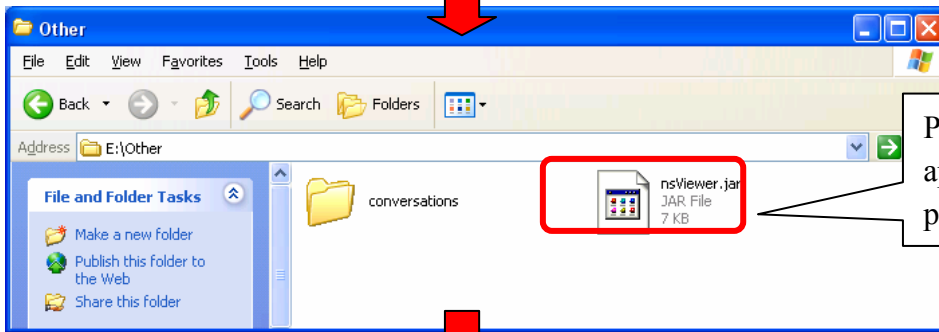 Other
File Edit View Favorites Tools Help
Back Search Folders
Address E:\Other
File and Folder Tasks
Make a new folder
Publish this folder to
the Web
Share this folder
conversations
nsViewer.jar
JAR File
7 KB